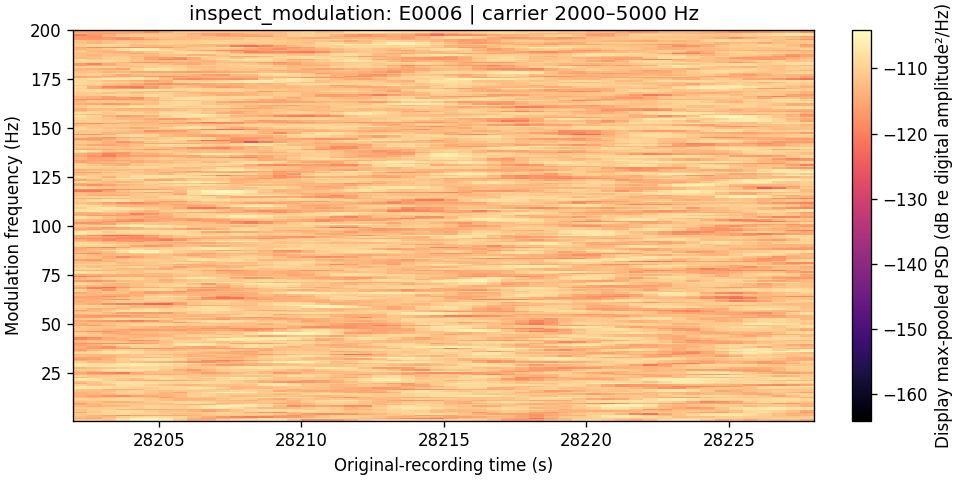 inspect_modulation: E0006 | carrier 2000–5000 Hz
Modulation frequency (Hz)
200
175
150
125
100
75
50
25
28205 28210 28215 28220 28225
Original-recording time (s)
−110
−120
−130
−140
−150
−160
Display max-pooled PSD (dB re digital amplitude²/Hz)